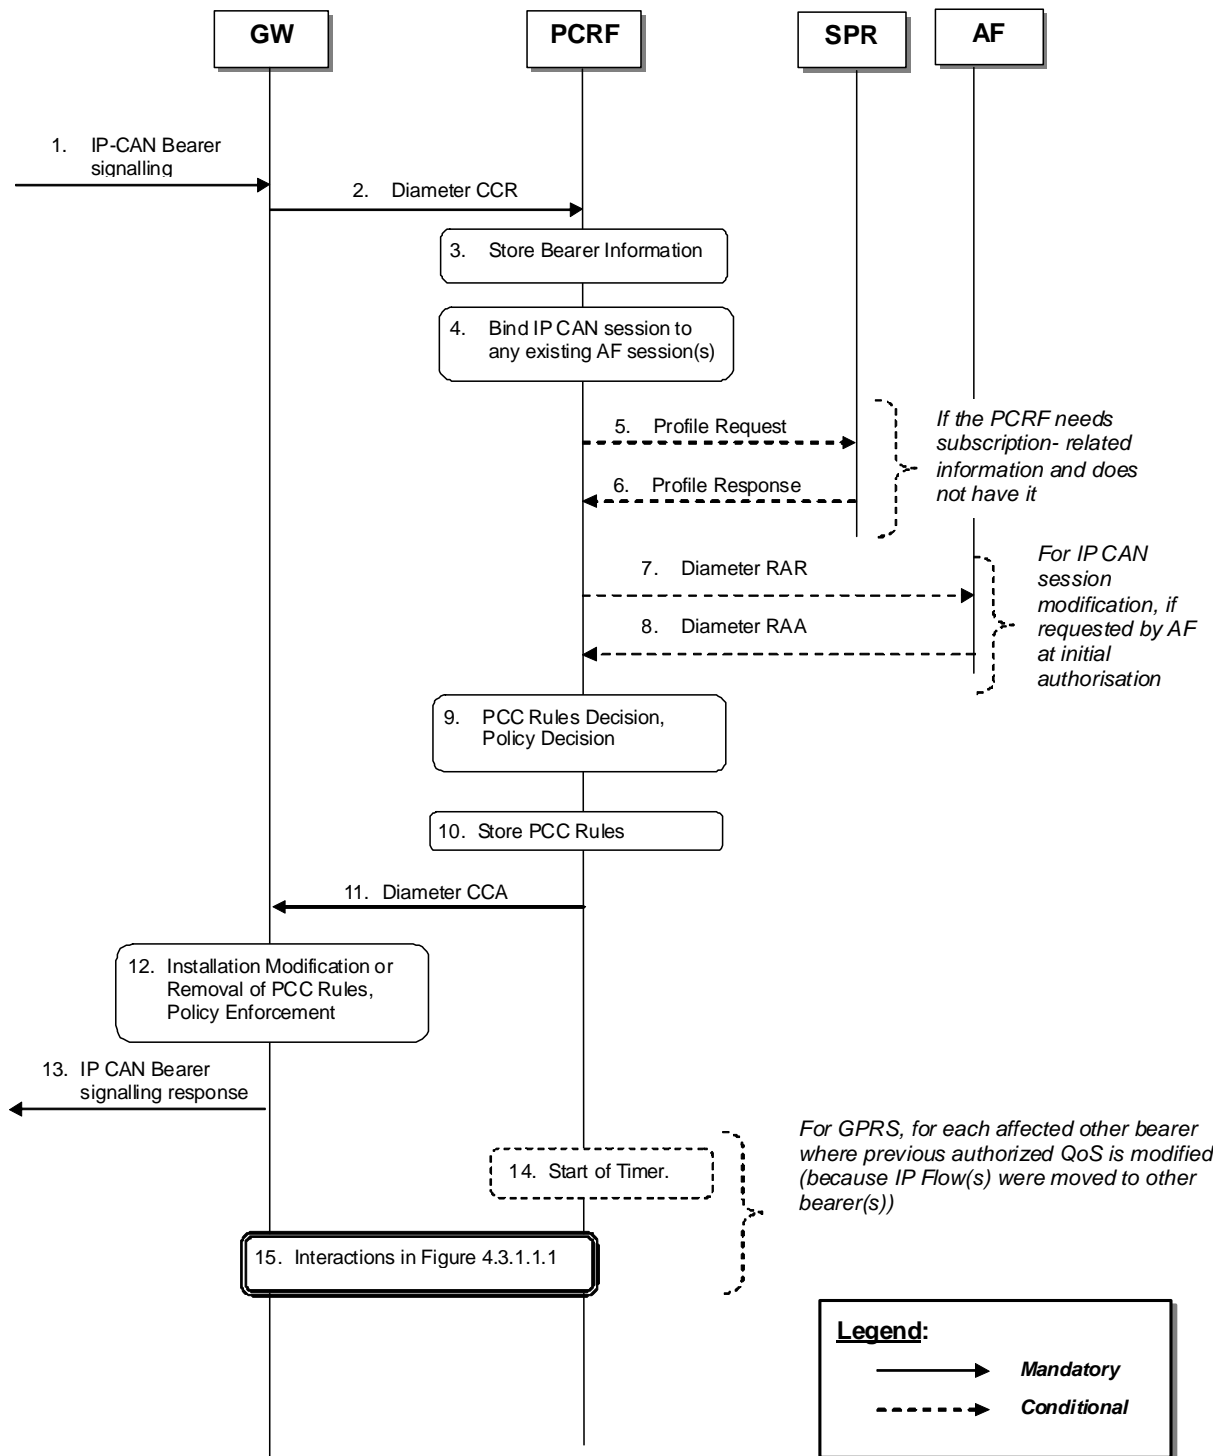 GW
PCRF
SPR
AF
1. IP-CAN Bearer
signalling
2. Diameter CCR
3. Store Bearer Information
4. Bind IP CAN session to
any existing AF session(s)
5. Profile Request
6. Profile Response
If the PCRF needs
subscription- related
information and does
not have it
7. Diameter RAR
8. Diameter RAA
For IP CAN
session
modification, if
requested by AF
at initial
authorisation
9. PCC Rules Decision,
Policy Decision
10. Store PCC Rules
11. Diameter CCA
12. Installation Modification or
Removal of PCC Rules,
Policy Enforcement
13. IP CAN Bearer
signalling response
14. Start of Timer.
For GPRS, for each affected other bearer
where previous authorized QoS is modified
(because IP Flow(s) were moved to other
bearer(s))
15. Interactions in Figure 4.3.1.1.1
Legend:
Mandatory
Conditional